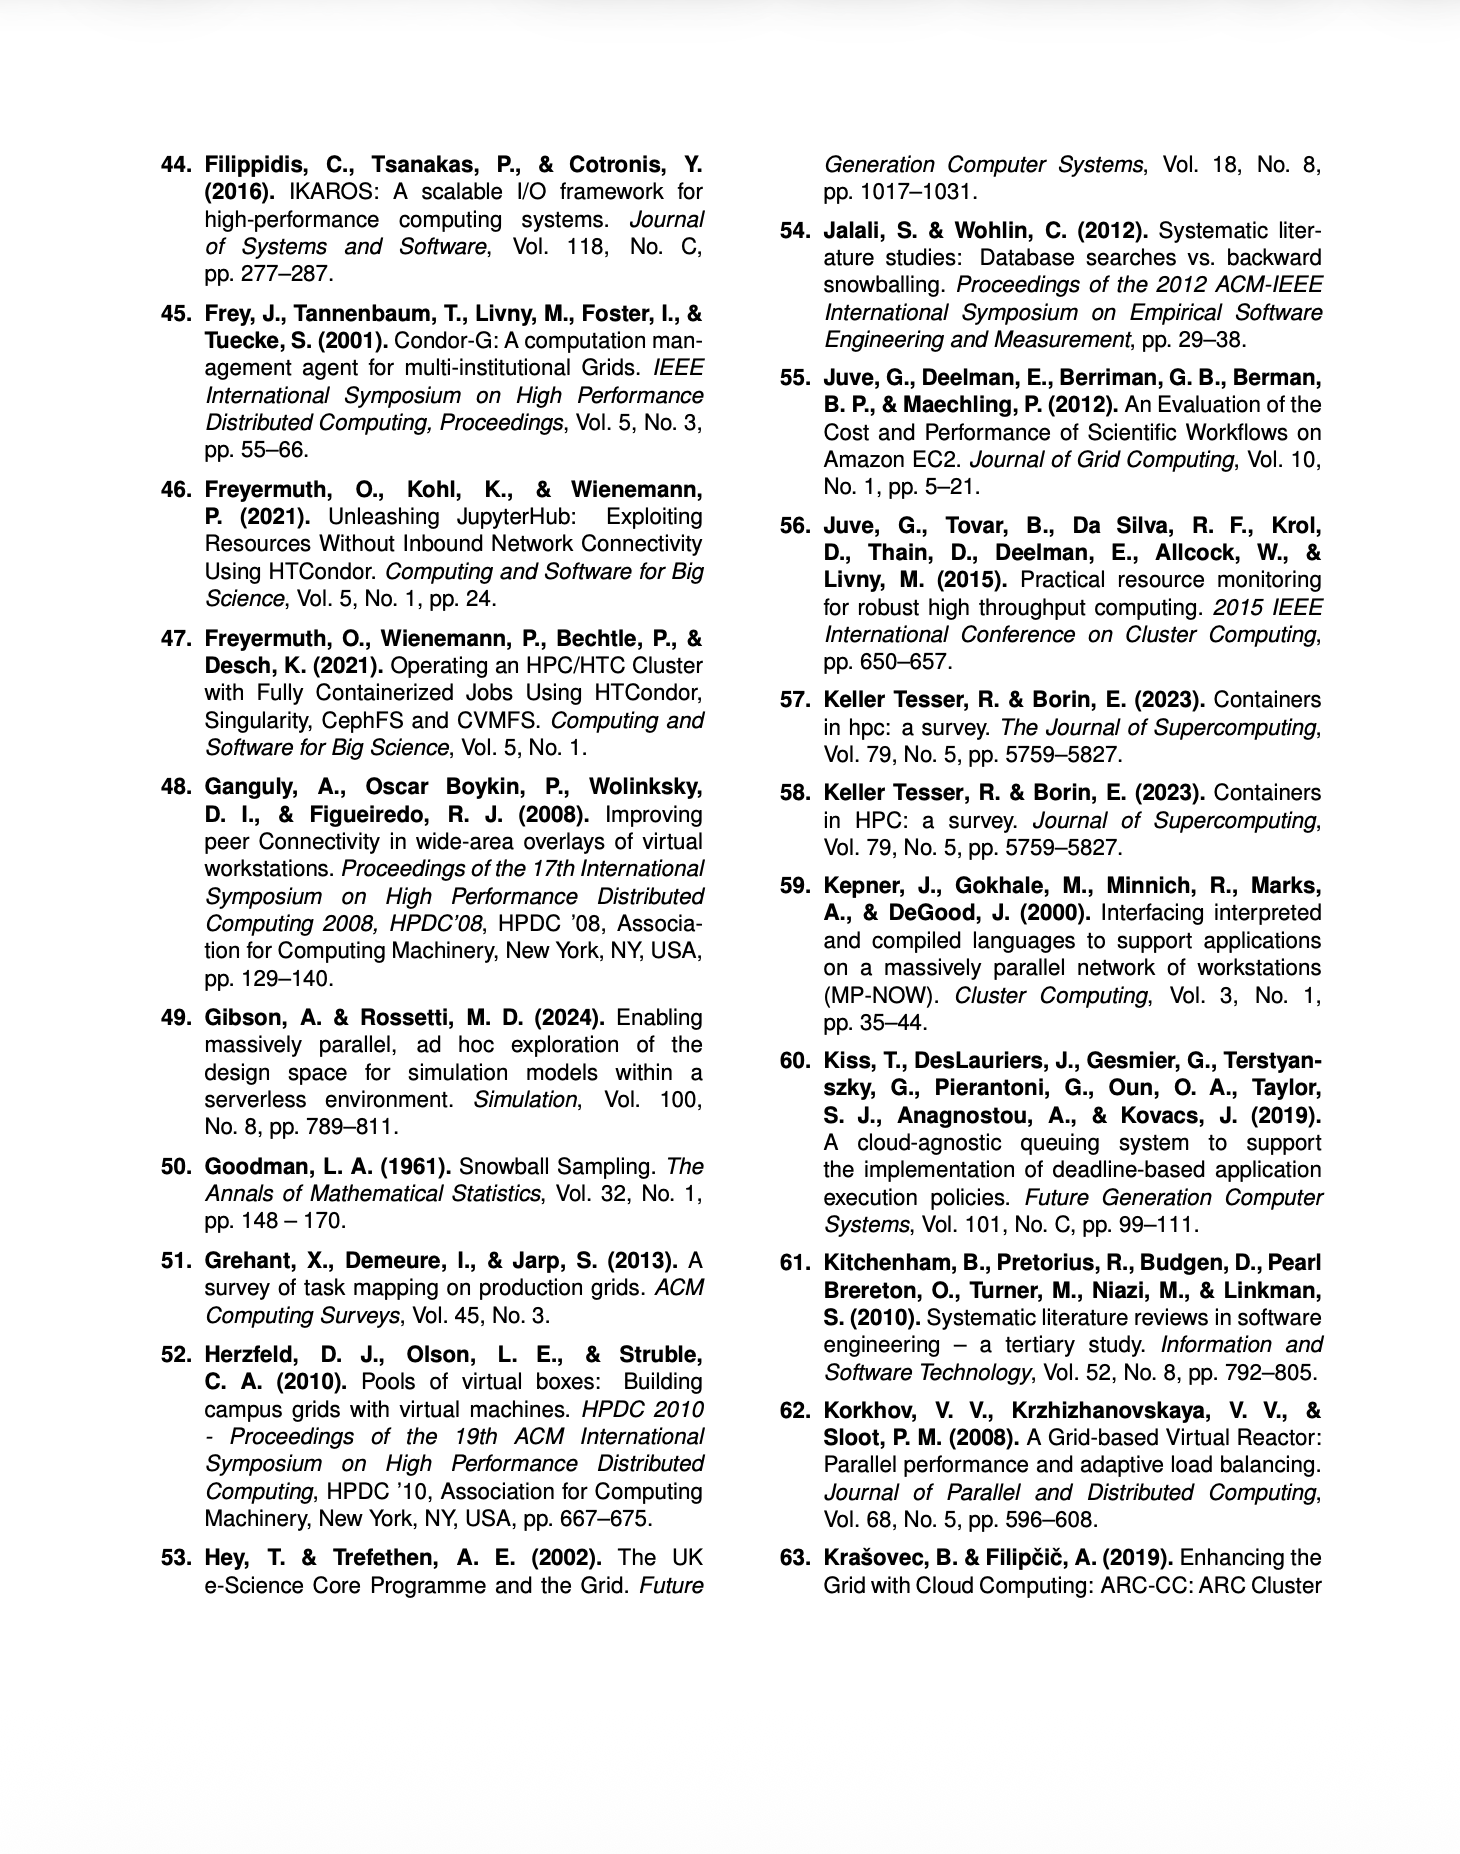 44. Filippidis, C., Tsanakas, P., & Cotronis, Y.
(2016). IKAROS: A scalable I/O framework for
high-performance computing systems. Journal
of Systems and Software, Vol. 118, No. C,
pp. 277–287.
45. Frey, J., Tannenbaum, T., Livny, M., Foster, I., &
Tuecke, S. (2001). Condor-G: A computation man-
agement agent for multi-institutional Grids. IEEE
International Symposium on High Performance
Distributed Computing, Proceedings, Vol. 5, No. 3,
pp. 55–66.
46. Freyermuth, O., Kohl, K., & Wienemann,
P. (2021). Unleashing JupyterHub: Exploiting
Resources Without Inbound Network Connectivity
Using HTCondor. Computing and Software for Big
Science, Vol. 5, No. 1, pp. 24.
47. Freyermuth, O., Wienemann, P., Bechtle, P., &
Desch, K. (2021). Operating an HPC/HTC Cluster
with Fully Containerized Jobs Using HTCondor,
Singularity, CephFS and CVMFS. Computing and
Software for Big Science, Vol. 5, No. 1.
48. Ganguly, A., Oscar Boykin, P., Wolinksky,
D. I., & Figueiredo, R. J. (2008). Improving
peer Connectivity in wide-area overlays of virtual
workstations. Proceedings of the 17th International
Symposium on High Performance Distributed
Computing 2008, HPDC'08, HPDC '08, Associa-
tion for Computing Machinery, New York, NY, USA,
pp. 129–140.
49. Gibson, A. & Rossetti, M. D. (2024). Enabling
massively parallel, ad hoc exploration of the
design space for simulation models within a
serverless environment. Simulation, Vol. 100,
No. 8, pp. 789–811.
50. Goodman, L. A. (1961). Snowball Sampling. The
Annals of Mathematical Statistics, Vol. 32, No. 1,
pp. 148 – 170.
51. Grehant, X., Demeure, I., & Jarp, S. (2013). A
survey of task mapping on production grids. ACM
Computing Surveys, Vol. 45, No. 3.
52. Herzfeld, D. J., Olson, L. E., & Struble,
C. A. (2010). Pools of virtual boxes: Building
campus grids with virtual machines. HPDC 2010
- Proceedings of the 19th ACM International
Symposium on High Performance Distributed
Computing, HPDC '10, Association for Computing
Machinery, New York, NY, USA, pp. 667–675.
53. Hey, T. & Trefethen, A. E. (2002). The UK
e-Science Core Programme and the Grid. Future
Generation Computer Systems, Vol. 18, No. 8,
pp. 1017–1031.
54. Jalali, S. & Wohlin, C. (2012). Systematic liter-
ature studies: Database searches vs. backward
snowballing. Proceedings of the 2012 ACM-IEEE
International Symposium on Empirical Software
Engineering and Measurement, pp. 29–38.
55. Juve, G., Deelman, E., Berriman, G. B., Berman,
B. P., & Maechling, P. (2012). An Evaluation of the
Cost and Performance of Scientific Workflows on
Amazon EC2. Journal of Grid Computing, Vol. 10,
No. 1, pp. 5–21.
56. Juve, G., Tovar, B., Da Silva, R. F., Krol,
D., Thain, D., Deelman, E., Allcock, W., &
Livny, M. (2015). Practical resource monitoring
for robust high throughput computing. 2015 IEEE
International Conference on Cluster Computing,
pp. 650–657.
57. Keller Tesser, R. & Borin, E. (2023). Containers
in hpc: a survey. The Journal of Supercomputing,
Vol. 79, No. 5, pp. 5759–5827.
58. Keller Tesser, R. & Borin, E. (2023). Containers
in HPC: a survey. Journal of Supercomputing,
Vol. 79, No. 5, pp. 5759–5827.
59. Kepner, J., Gokhale, M., Minnich, R., Marks,
A., & DeGood, J. (2000). Interfacing interpreted
and compiled languages to support applications
on a massively parallel network of workstations
(MP-NOW). Cluster Computing, Vol. 3, No. 1,
pp. 35–44.
60. Kiss, T., DesLauriers, J., Gesmier, G., Terstyan-
szky, G., Pierantoni, G., Oun, O. A., Taylor,
S. J., Anagnostou, A., & Kovacs, J. (2019).
A cloud-agnostic queuing system to support
the implementation of deadline-based application
execution policies. Future Generation Computer
Systems, Vol. 101, No. C, pp. 99–111.
61. Kitchenham, B., Pretorius, R., Budgen, D., Pearl
Brereton, O., Turner, M., Niazi, M., & Linkman,
S. (2010). Systematic literature reviews in software
engineering – a tertiary study. Information and
Software Technology, Vol. 52, No. 8, pp. 792–805.
62. Korkhov, V. V., Krzhizhanovskaya, V. V., &
Sloot, P. M. (2008). A Grid-based Virtual Reactor:
Parallel performance and adaptive load balancing.
Journal of Parallel and Distributed Computing,
Vol. 68, No. 5, pp. 596–608.
63. Krašovec, B. & Filipčič, A. (2019). Enhancing the
Grid with Cloud Computing: ARC-CC: ARC Cluster